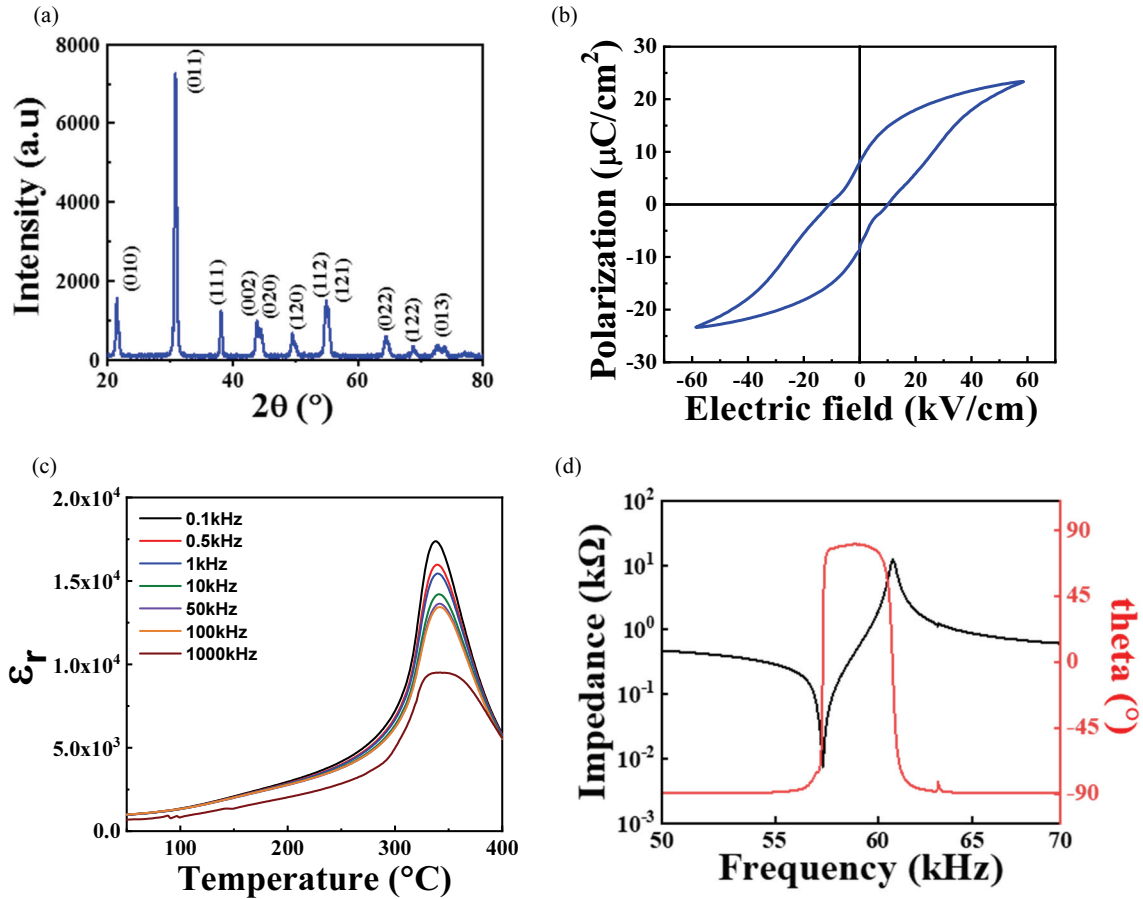 (a)
8000
6000
4000
2000
0
Intensity (a.u)
(010)
(011)
(111)
(002)
(020)
(120)
(112)
(121)
(022)
(122)
(013)
20 40 60 80
2θ (°)
(b)
30
20
10
0
-10
-20
-30
Polarization (μC/cm²)
-60 -40 -20 0 20 40 60
Electric field (kV/cm)
(c)
2.0x10⁴
1.5x10⁴
1.0x10⁴
5.0x10³
0.0
εr
0.1kHz
0.5kHz
1kHz
10kHz
50kHz
100kHz
1000kHz
100 200 300 400
Temperature (°C)
(d)
10²
10¹
10⁰
10⁻¹
10⁻²
10⁻³
Impedance (kΩ)
90
45
0
-45
-90
theta (°)
50 55 60 65 70
Frequency (kHz)